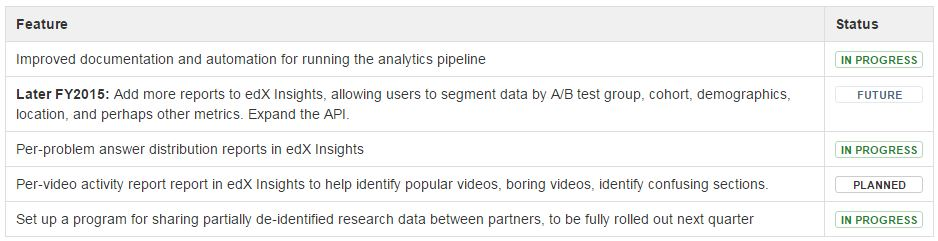 Feature Status
Improved documentation and automation for running the analytics pipeline IN PROGRESS
Later FY2015: Add more reports to edX Insights, allowing users to segment data by A/B test group, cohort, demographics, FUTURE
location, and perhaps other metrics. Expand the API.
Per-problem answer distribution reports in edX Insights IN PROGRESS
Per-video activity report report in edX Insights to help identify popular videos, boring videos, identify confusing sections. PLANNED
Set up a program for sharing partially de-identified research data between partners, to be fully rolled out next quarter IN PROGRESS